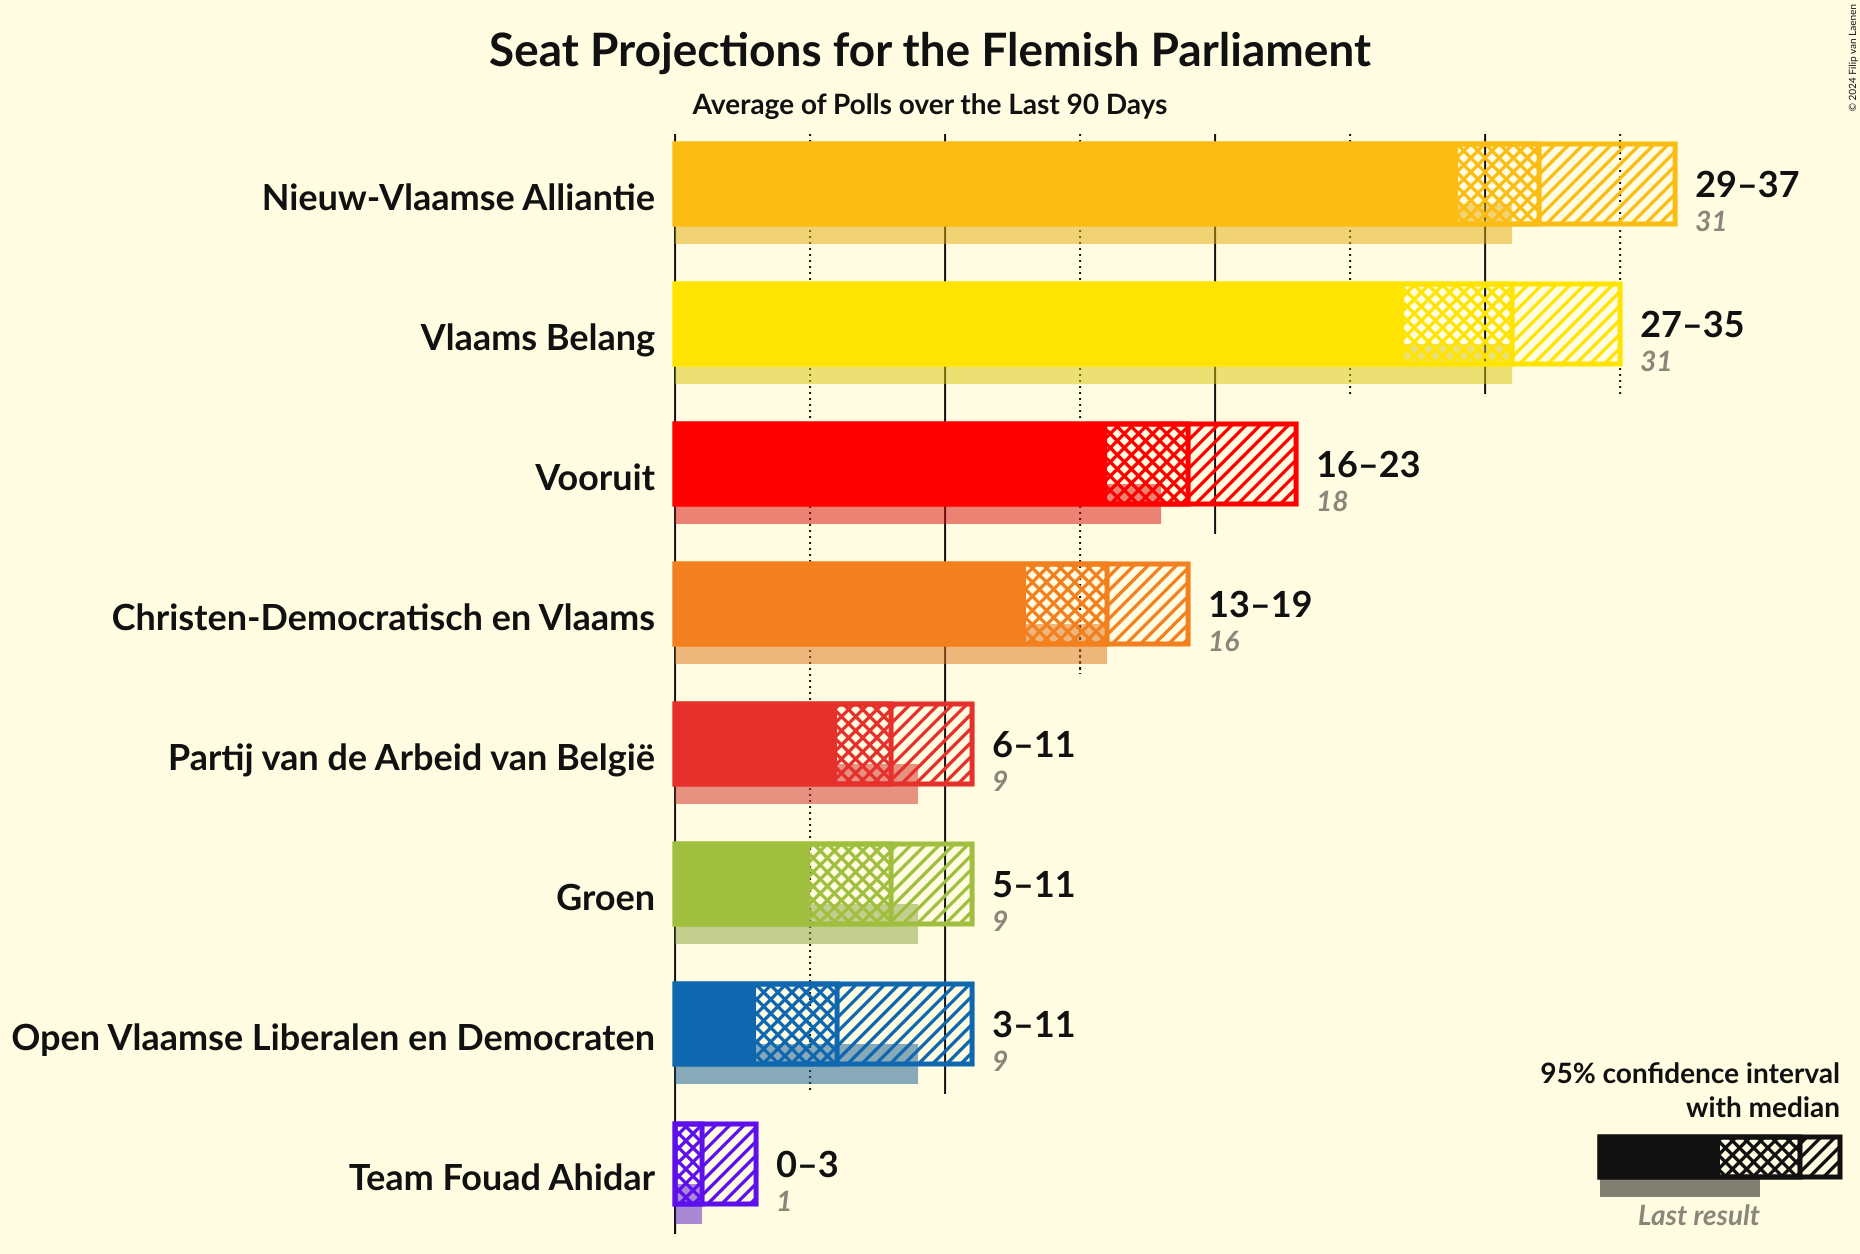 Seat Projections for the Flemish Parliament
Average of Polls over the Last 90 Days
© 2024 Filip van Laenen
Nieuw-Vlaamse Alliantie
29–37
31
Vlaams Belang
27–35
31
Vooruit
16–23
18
Christen-Democratisch en Vlaams
13–19
16
Partij van de Arbeid van België
6–11
9
Groen
5–11
9
Open Vlaamse Liberalen en Democraten
3–11
9
Team Fouad Ahidar
0–3
1
95% confidence interval
with median
Last result